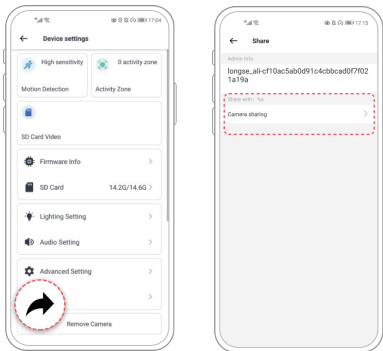 17:04
Device settings
High sensitivity
0 activity zone
Motion Detection
Activity Zone
SD Card Video
Firmware Info
SD Card
14.2G/14.6G
Lighting Setting
Audio Setting
Advanced Setting
Remove Camera
17:15
Share
Admin Info
longse_ali-cf10ac5ab0d91c4cbbcad0f7f02
1a19a
Share with:
Camera sharing